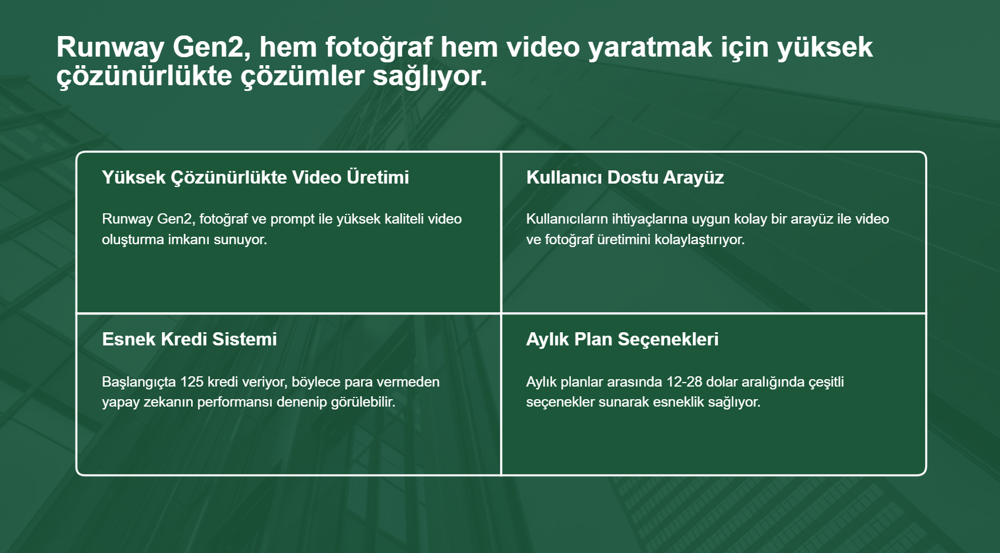 Runway Gen2, hem fotoğraf hem video yaratmak için yüksek
çözünürlükte çözümler sağlıyor.
Yüksek Çözünürlükte Video Üretimi
Runway Gen2, fotoğraf ve prompt ile yüksek kaliteli video
oluşturma imkanı sunuyor.
Kullanıcı Dostu Arayüz
Kullanıcıların ihtiyaçlarına uygun kolay bir arayüz ile video
ve fotoğraf üretimini kolaylaştırıyor.
Esnek Kredi Sistemi
Başlangıçta 125 kredi veriyor, böylece para vermeden
yapay zekanın performansı denenip görülebilir.
Aylık Plan Seçenekleri
Aylık planlar arasında 12-28 dolar aralığında çeşitli
seçenekler sunarak esneklik sağlıyor.